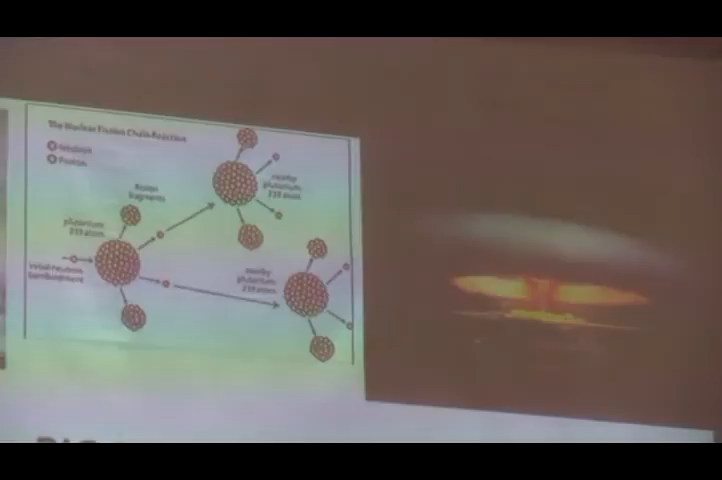 The Nuclear Fission Chain Reaction
Neutron
Proton
fission
fragments
plutonium
239 atom
initial neutron
bombardment
nearby
plutonium
239 atom
nearby
plutonium
239 atom